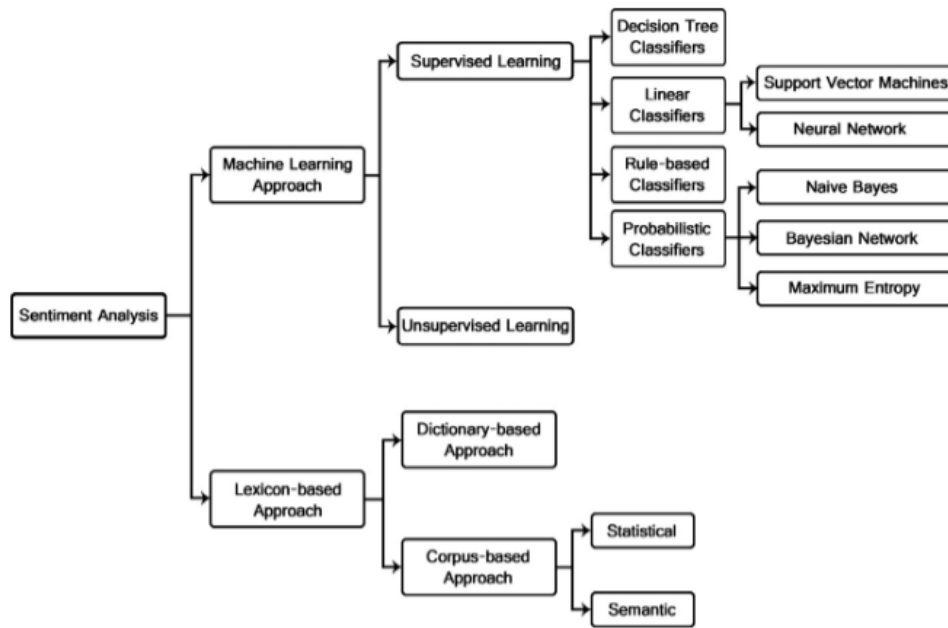 Decision Tree
Classifiers
Supervised Learning
Linear
Classifiers
Support Vector Machines
Neural Network
Machine Learning
Approach
Rule-based
Classifiers
Naive Bayes
Probabilistic
Classifiers
Bayesian Network
Maximum Entropy
Sentiment Analysis
Unsupervised Learning
Dictionary-based
Approach
Lexicon-based
Approach
Statistical
Corpus-based
Approach
Semantic